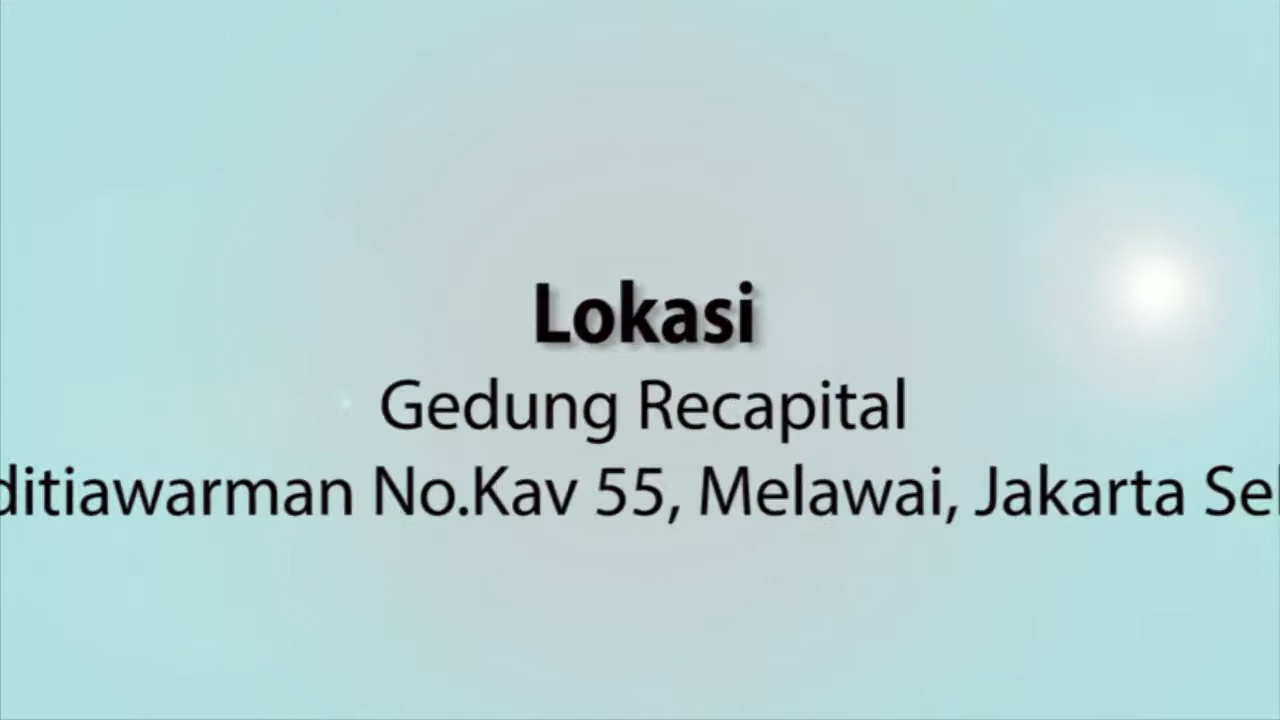 Lokasi
Gedung Recapital
ditiawarman No.Kav 55, Melawai, Jakarta Sel